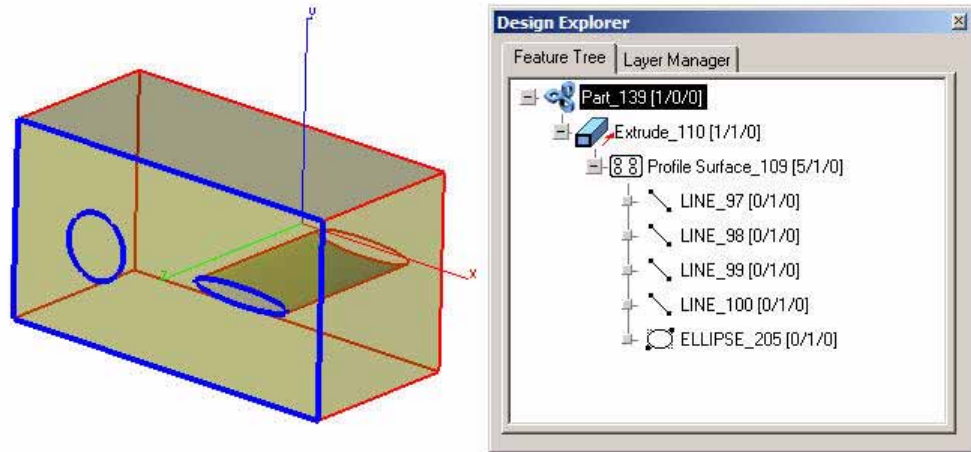 y
z
x
Design Explorer
Feature Tree
Layer Manager
Part_139 [1/0/0]
Extrude_110 [1/1/0]
Profile Surface_109 [5/1/0]
LINE_97 [0/1/0]
LINE_98 [0/1/0]
LINE_99 [0/1/0]
LINE_100 [0/1/0]
ELLIPSE_205 [0/1/0]